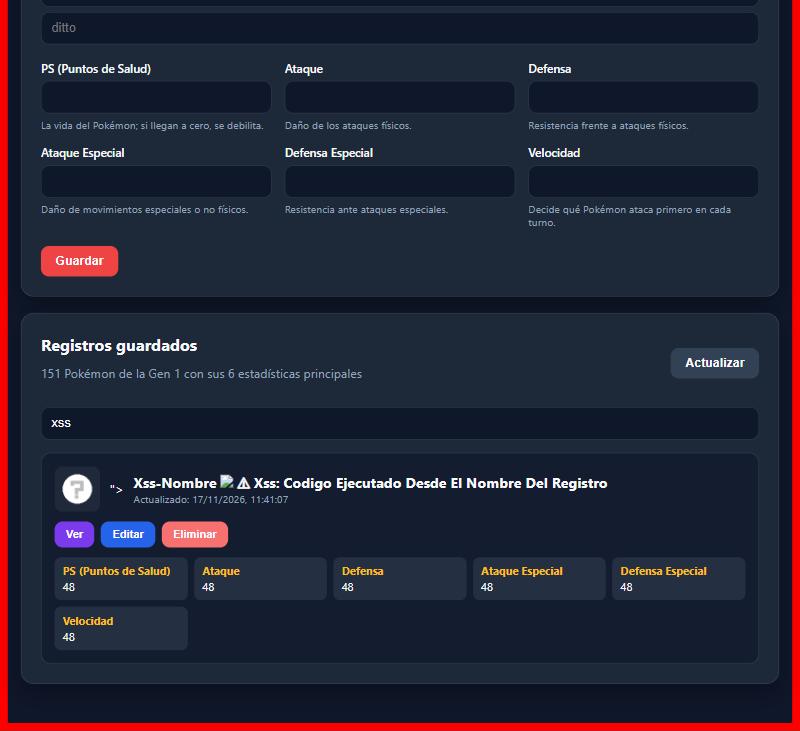 ditto
PS (Puntos de Salud) Ataque Defensa
La vida del Pokémon; si llegan a cero, se debilita. Daño de los ataques físicos. Resistencia frente a ataques físicos.
Ataque Especial Defensa Especial Velocidad
Daño de movimientos especiales o no físicos. Resistencia ante ataques especiales. Decide qué Pokémon ataca primero en cada
turno.
Guardar
Registros guardados
151 Pokémon de la Gen 1 con sus 6 estadísticas principales
Actualizar
xss
"> Xss-Nombre ⚠ Xss: Codigo Ejecutado Desde El Nombre Del Registro
Actualizado: 17/11/2026, 11:41:07
Ver Editar Eliminar
PS (Puntos de Salud) Ataque Defensa Ataque Especial Defensa Especial
48 48 48 48 48
Velocidad
48